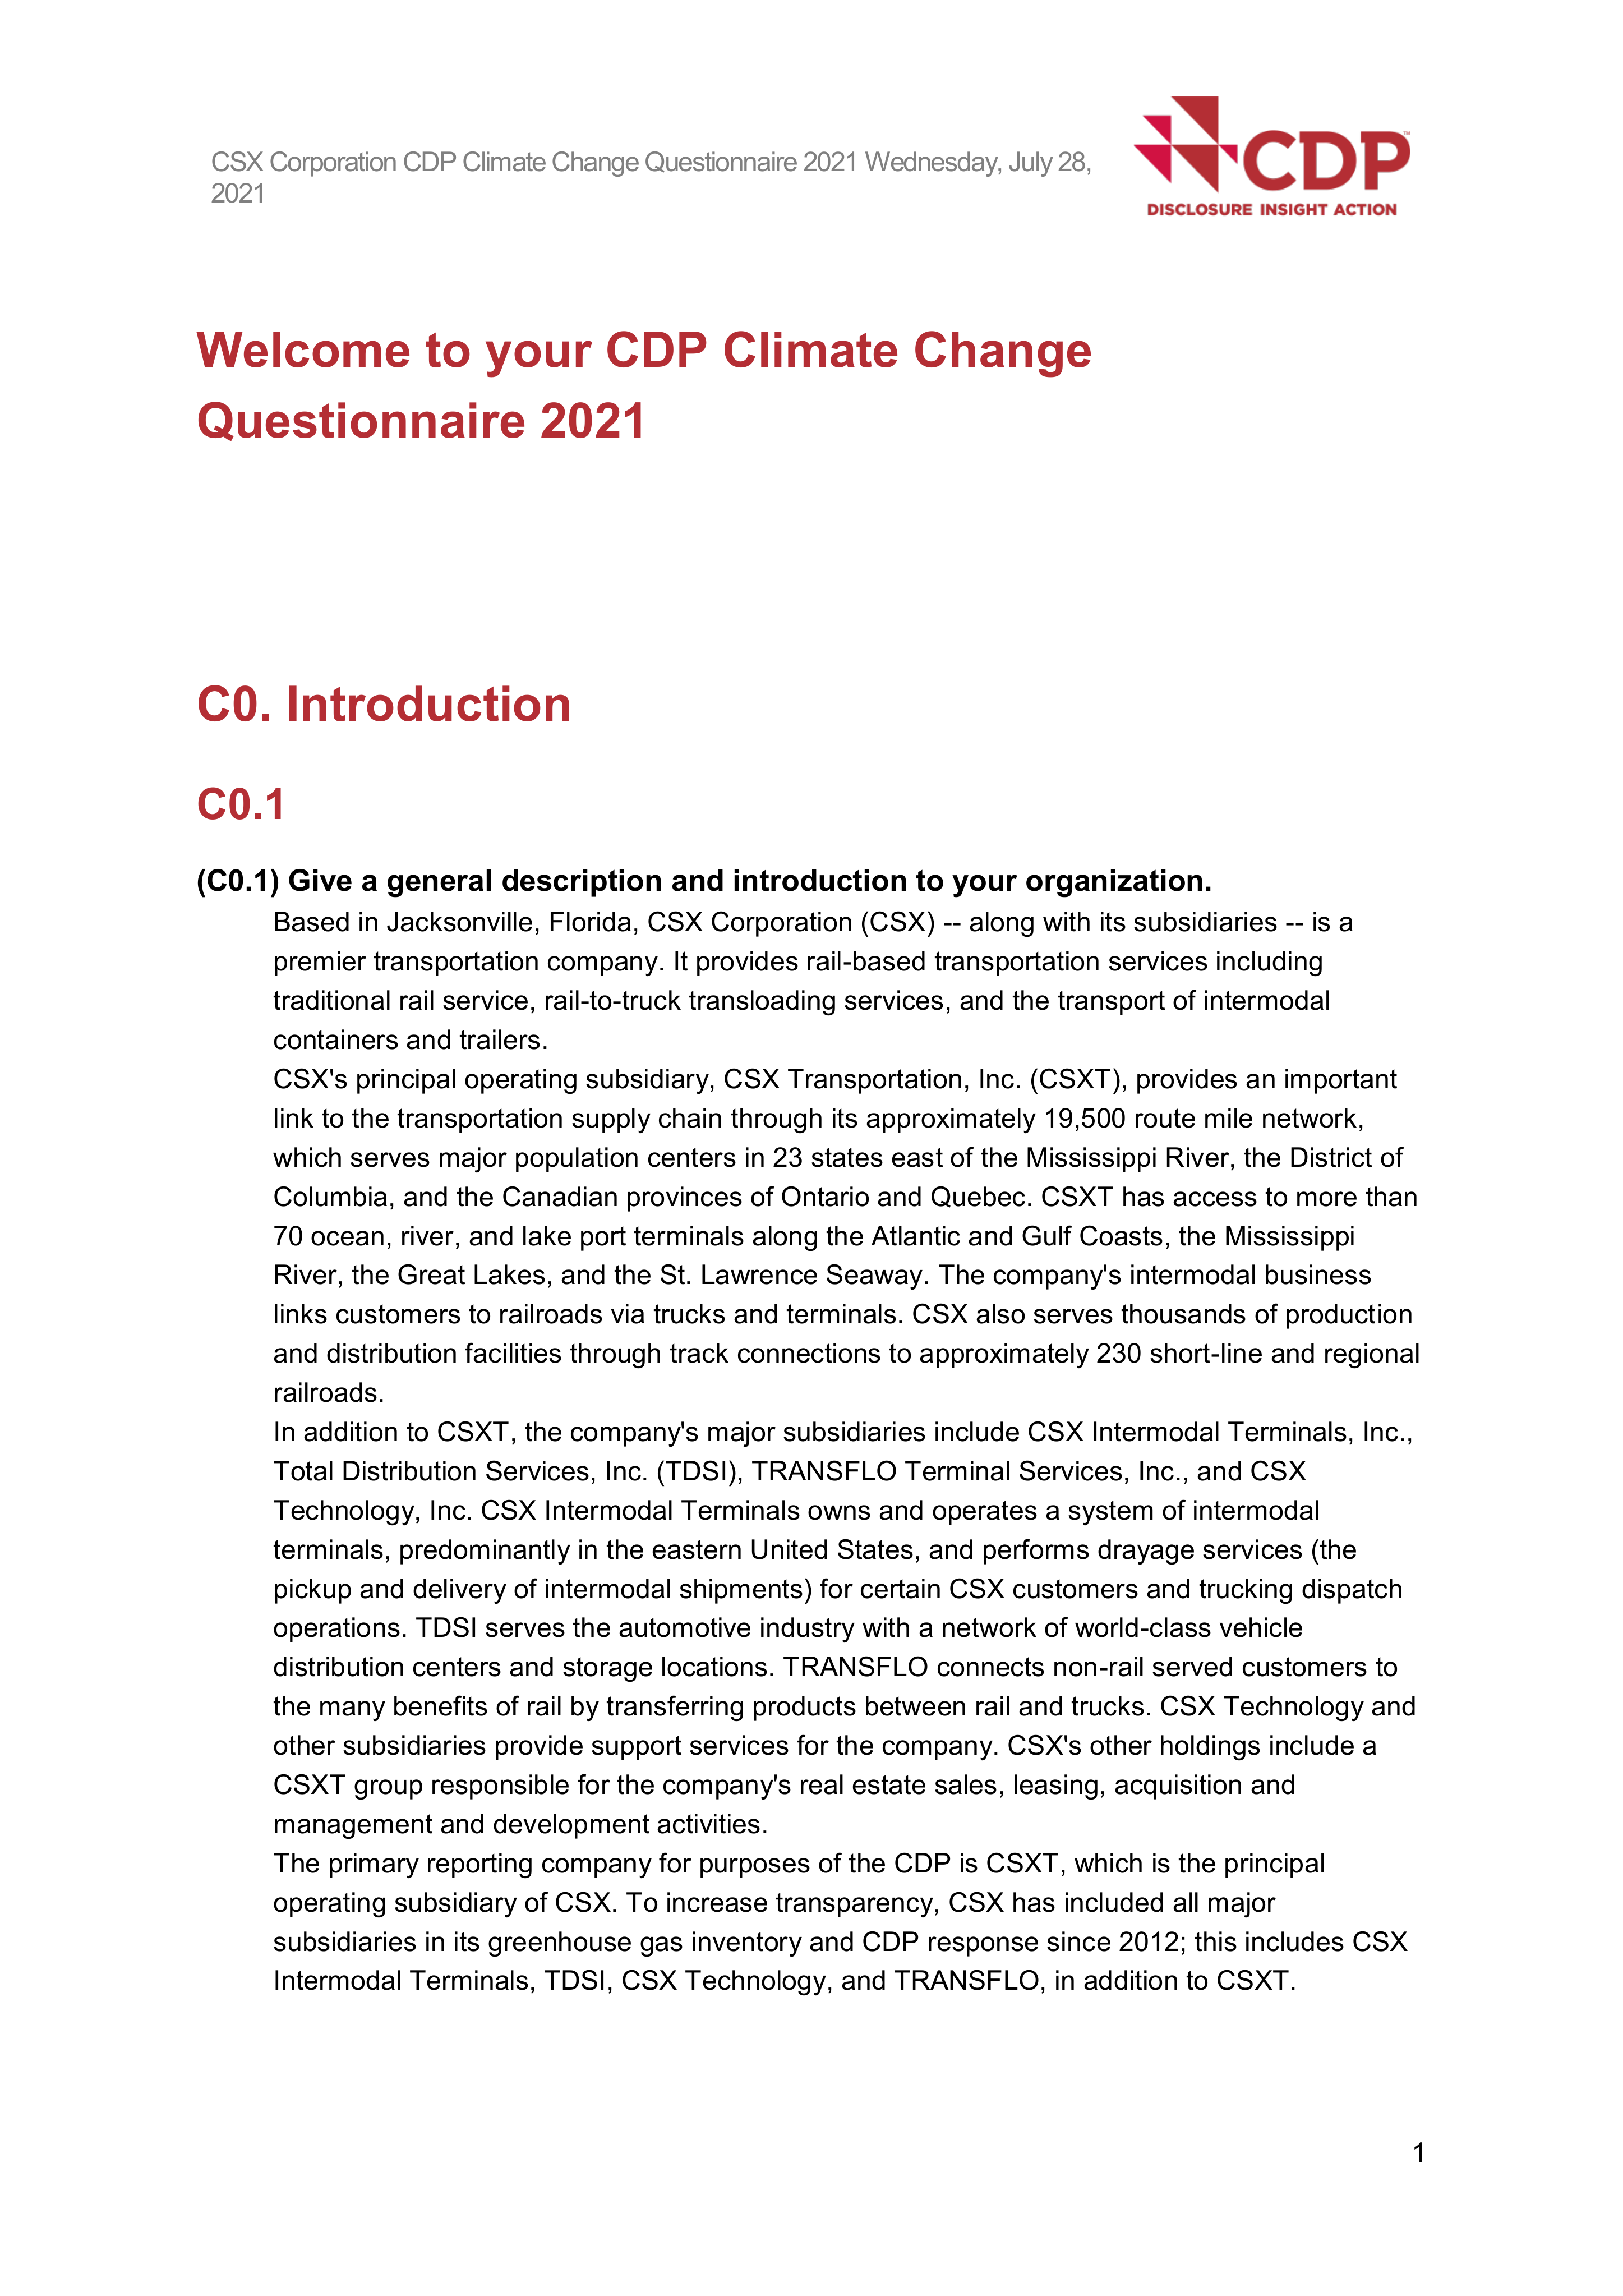 CSX Corporation CDP Climate Change Questionnaire 2021 Wednesday, July 28,
2021
CDP™
DISCLOSURE INSIGHT ACTION
Welcome to your CDP Climate Change
Questionnaire 2021
C0. Introduction
C0.1
(C0.1) Give a general description and introduction to your organization.
Based in Jacksonville, Florida, CSX Corporation (CSX) -- along with its subsidiaries -- is a
premier transportation company. It provides rail-based transportation services including
traditional rail service, rail-to-truck transloading services, and the transport of intermodal
containers and trailers.
CSX's principal operating subsidiary, CSX Transportation, Inc. (CSXT), provides an important
link to the transportation supply chain through its approximately 19,500 route mile network,
which serves major population centers in 23 states east of the Mississippi River, the District of
Columbia, and the Canadian provinces of Ontario and Quebec. CSXT has access to more than
70 ocean, river, and lake port terminals along the Atlantic and Gulf Coasts, the Mississippi
River, the Great Lakes, and the St. Lawrence Seaway. The company's intermodal business
links customers to railroads via trucks and terminals. CSX also serves thousands of production
and distribution facilities through track connections to approximately 230 short-line and regional
railroads.
In addition to CSXT, the company's major subsidiaries include CSX Intermodal Terminals, Inc.,
Total Distribution Services, Inc. (TDSI), TRANSFLO Terminal Services, Inc., and CSX
Technology, Inc. CSX Intermodal Terminals owns and operates a system of intermodal
terminals, predominantly in the eastern United States, and performs drayage services (the
pickup and delivery of intermodal shipments) for certain CSX customers and trucking dispatch
operations. TDSI serves the automotive industry with a network of world-class vehicle
distribution centers and storage locations. TRANSFLO connects non-rail served customers to
the many benefits of rail by transferring products between rail and trucks. CSX Technology and
other subsidiaries provide support services for the company. CSX's other holdings include a
CSXT group responsible for the company's real estate sales, leasing, acquisition and
management and development activities.
The primary reporting company for purposes of the CDP is CSXT, which is the principal
operating subsidiary of CSX. To increase transparency, CSX has included all major
subsidiaries in its greenhouse gas inventory and CDP response since 2012; this includes CSX
Intermodal Terminals, TDSI, CSX Technology, and TRANSFLO, in addition to CSXT.
1